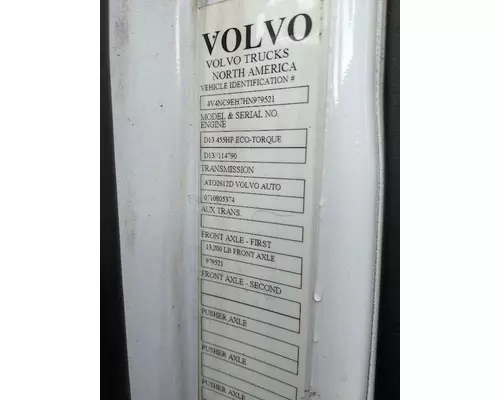 VOLVO
VOLVO TRUCKS
NORTH AMERICA
VEHICLE IDENTIFICATION #
4V4NC9EH7HN979521
MODEL & SERIAL NO
ENGINE
D13 455HP ECO-TORQUE
D13//114790
TRANSMISSION
ATO2612D VOLVO AUTO
0710805374
AUX TRANS.
FRONT AXLE - FIRST
13,200 LB FRONT AXLE
979521
FRONT AXLE - SECOND
PUSHER AXLE
PUSHER AXLE
PUSHER AXLE